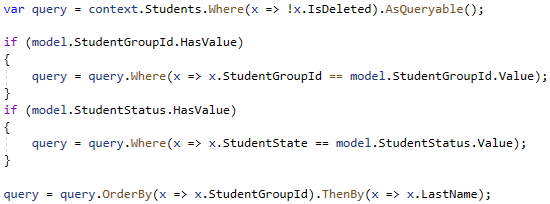 var query = context.Students.Where(x => !x.IsDeleted).AsQueryable();
if (model.StudentGroupId.HasValue)
{
query = query.Where(x => x.StudentGroupId == model.StudentGroupId.Value);
}
if (model.StudentStatus.HasValue)
{
query = query.Where(x => x.StudentState == model.StudentStatus.Value);
}
query = query.OrderBy(x => x.StudentGroupId).ThenBy(x => x.LastName);